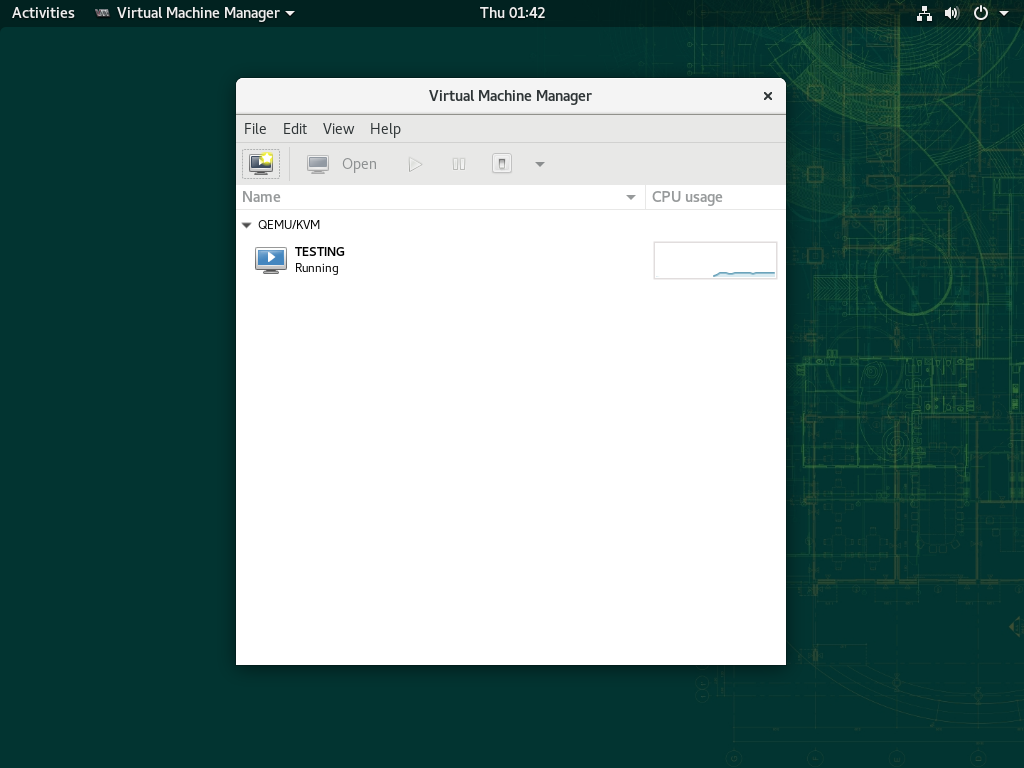 Activities Virtual Machine Manager Thu 01:42
Virtual Machine Manager
File Edit View Help
Open
Name CPU usage
QEMU/KVM
TESTING
Running